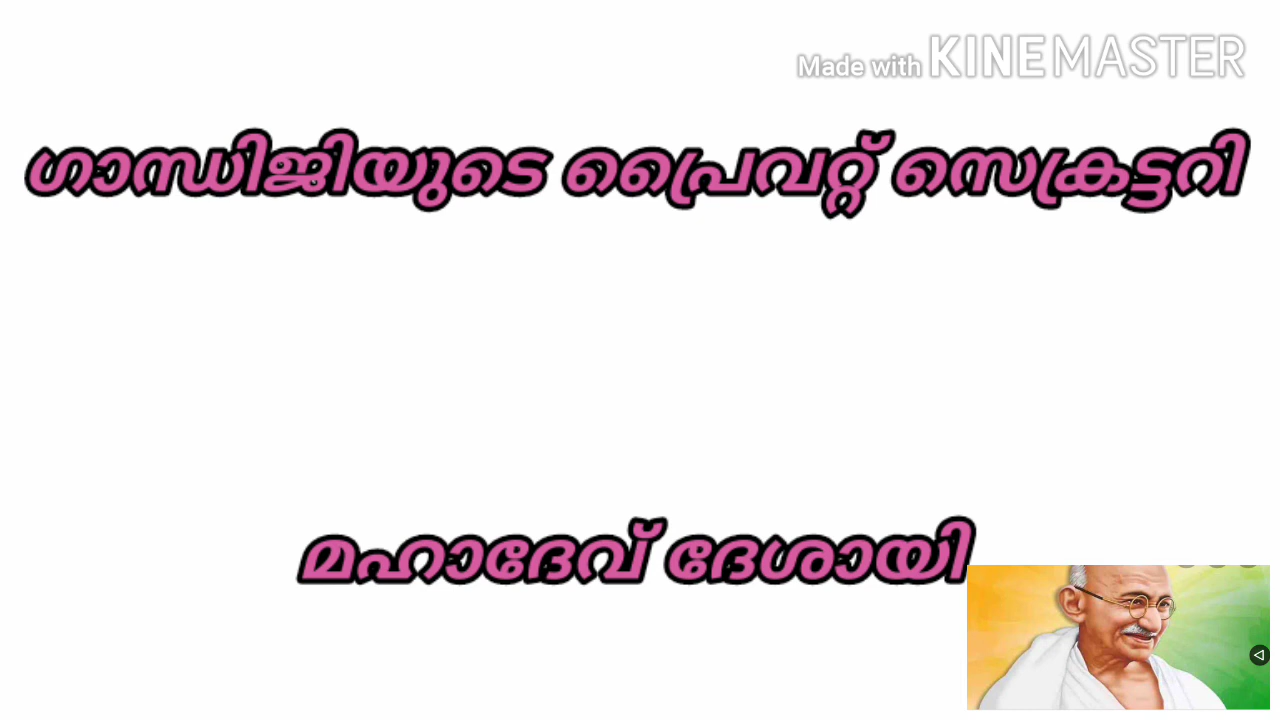 Made with KINEMASTER
ഗാന്ധിജിയുടെ പ്രൈവറ്റ് സെക്രട്ടറി
മഹാദേവ് ദേശായി